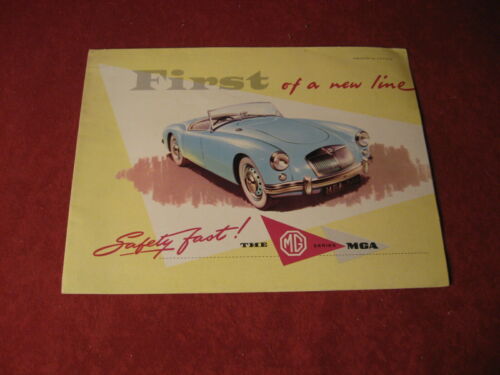 First of a new line
Safety fast! THE MG SERIES MGA